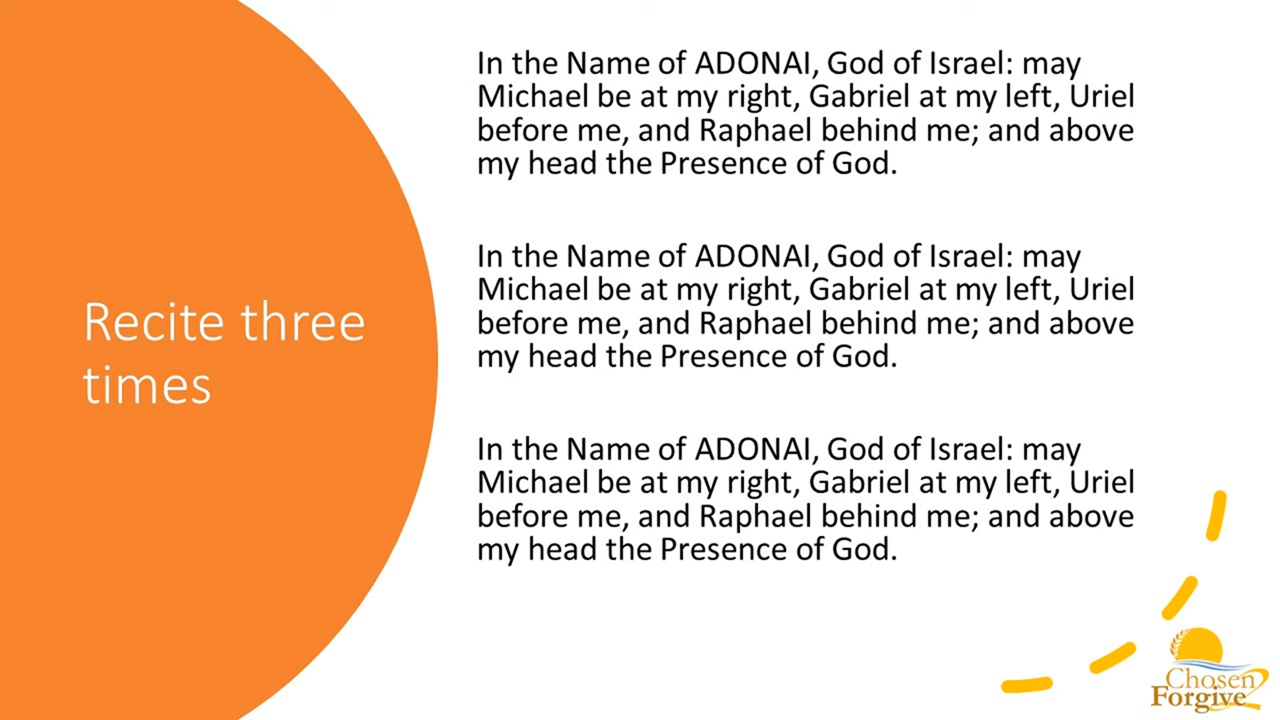 Recite three
times
In the Name of ADONAI, God of Israel: may
Michael be at my right, Gabriel at my left, Uriel
before me, and Raphael behind me; and above
my head the Presence of God.
In the Name of ADONAI, God of Israel: may
Michael be at my right, Gabriel at my left, Uriel
before me, and Raphael behind me; and above
my head the Presence of God.
In the Name of ADONAI, God of Israel: may
Michael be at my right, Gabriel at my left, Uriel
before me, and Raphael behind me; and above
my head the Presence of God.
Chosen 2
Forgive